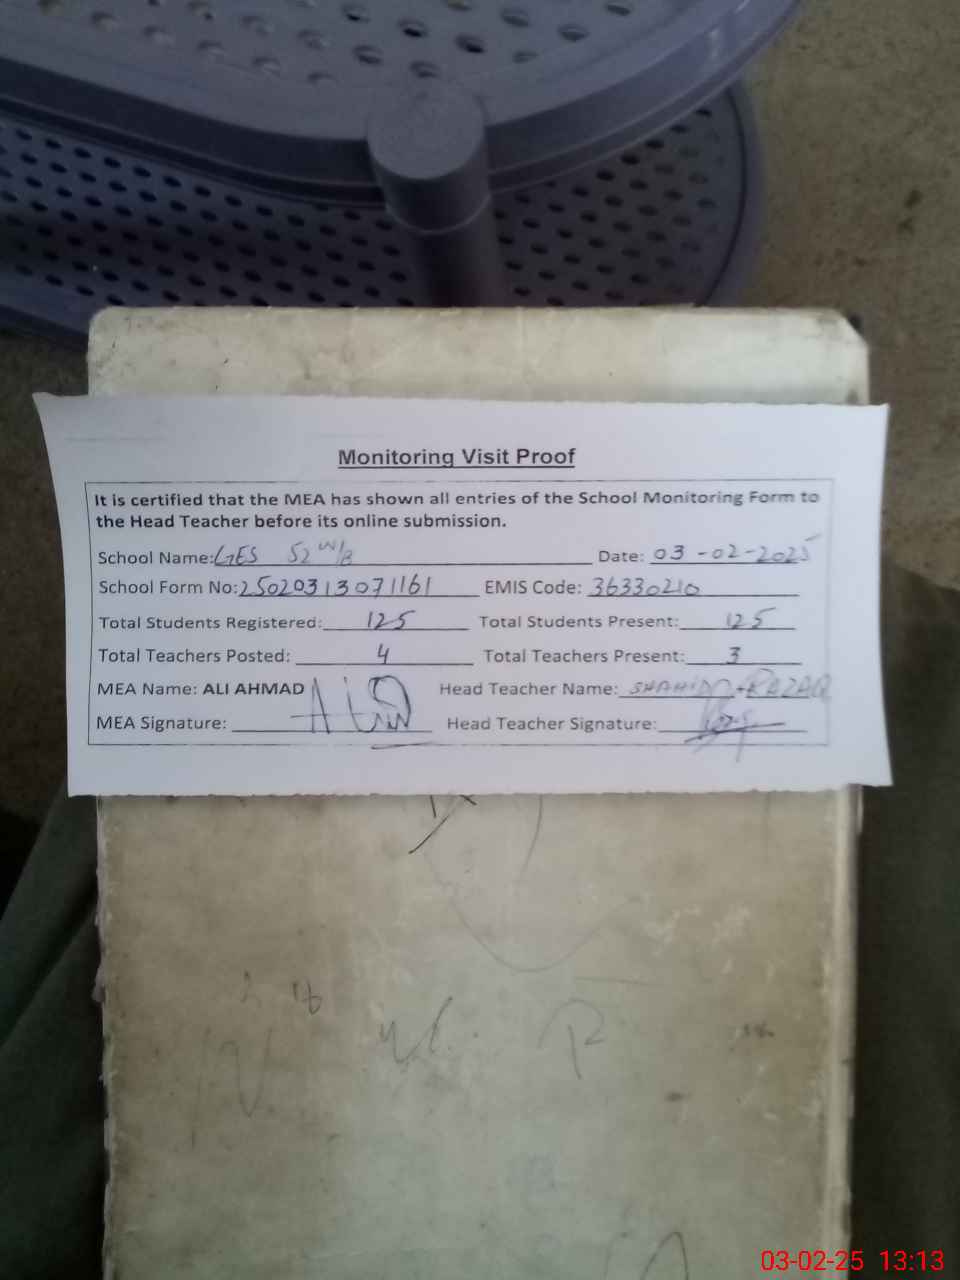 Monitoring Visit Proof
It is certified that the MEA has shown all entries of the School Monitoring Form to
the Head Teacher before its online submission.
School Name: GES 52 W/B Date: 03-02-2025
School Form No: 25020313071161 EMIS Code: 36330210
Total Students Registered: 125 Total Students Present: 125
Total Teachers Posted: 4 Total Teachers Present: 3
MEA Name: ALI AHMAD Head Teacher Name: RAZAQ
MEA Signature: Head Teacher Signature:
03-02-25 13:13